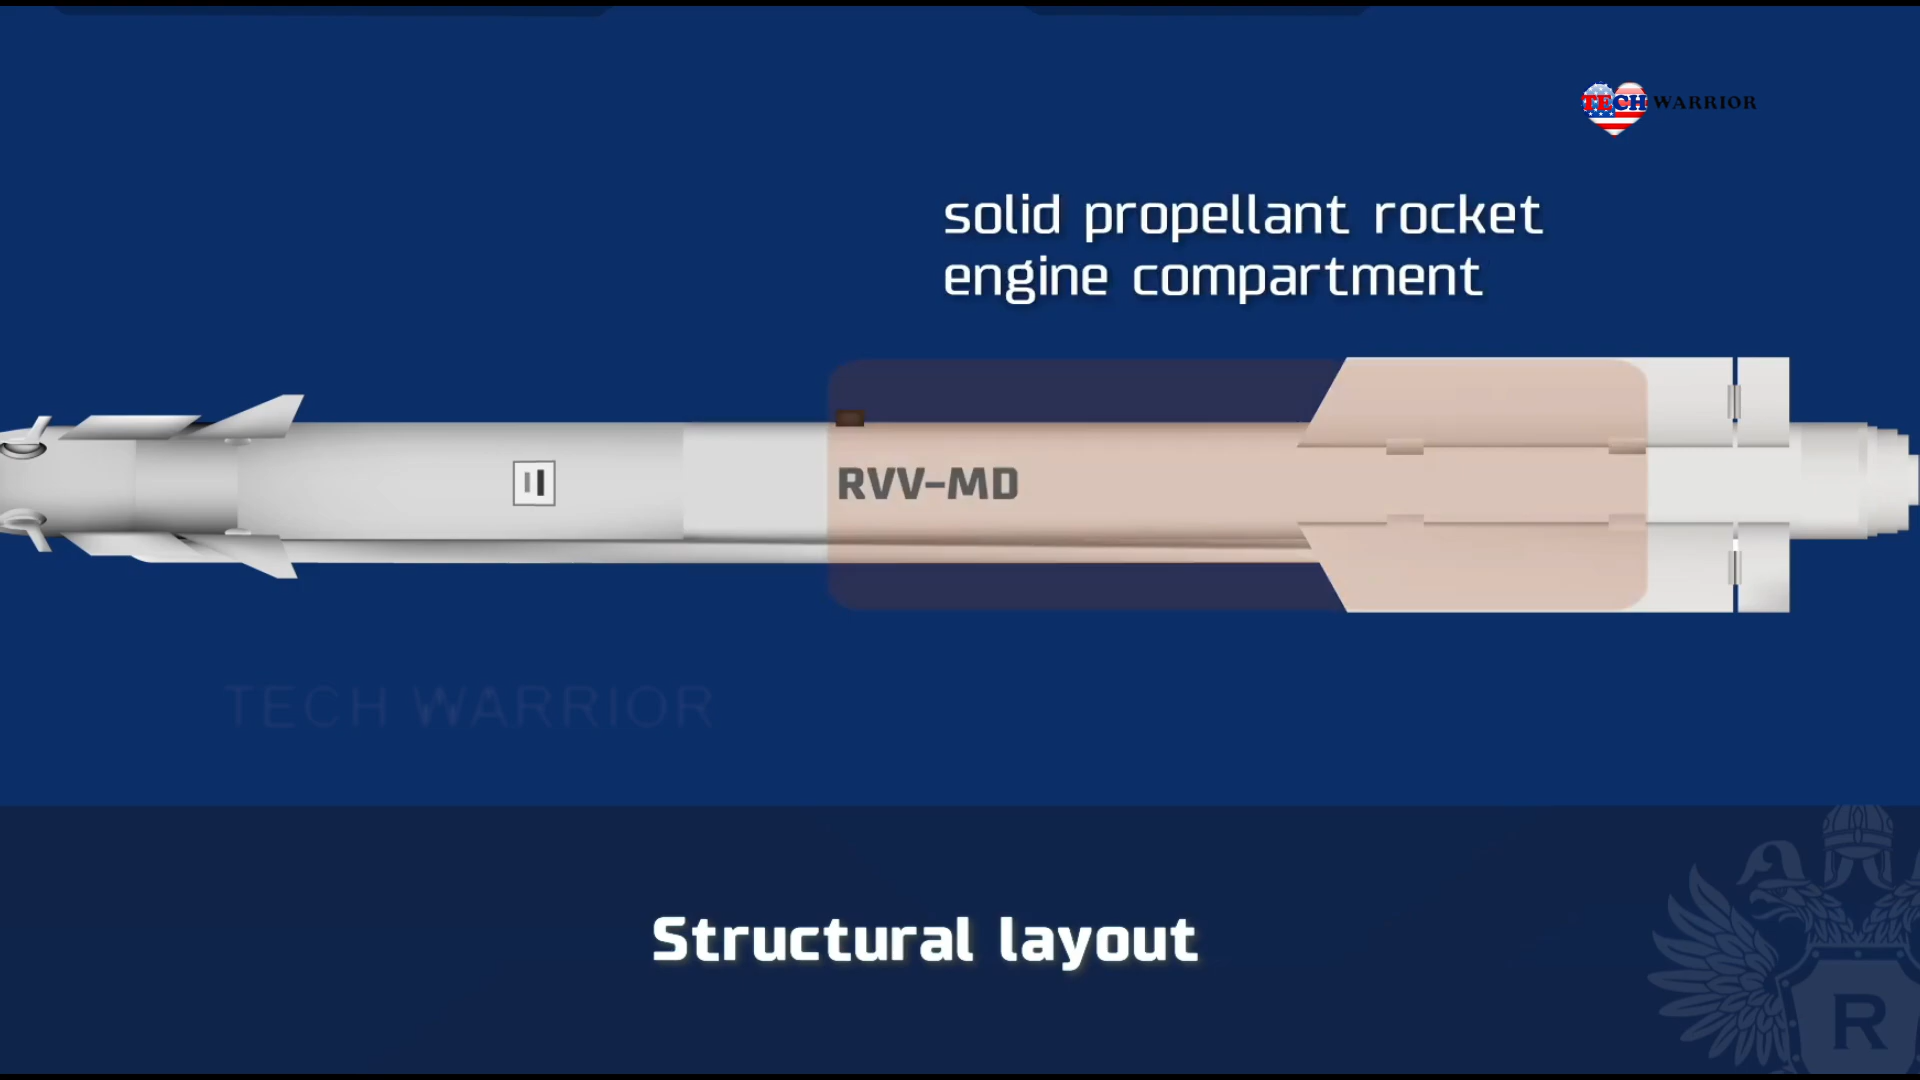 TECH WARRIOR
solid propellant rocket
engine compartment
RVV-MD
TECH WARRIOR
Structural layout
R